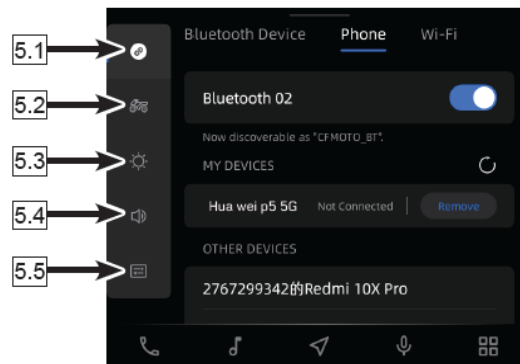 5.1
5.2
5.3
5.4
5.5
Bluetooth Device Phone Wi-Fi
Bluetooth 02
Now discoverable as "CFMOTO_BT".
MY DEVICES
Hua wei p5 5G Not Connected Remove
OTHER DEVICES
2767299342的Redmi 10X Pro